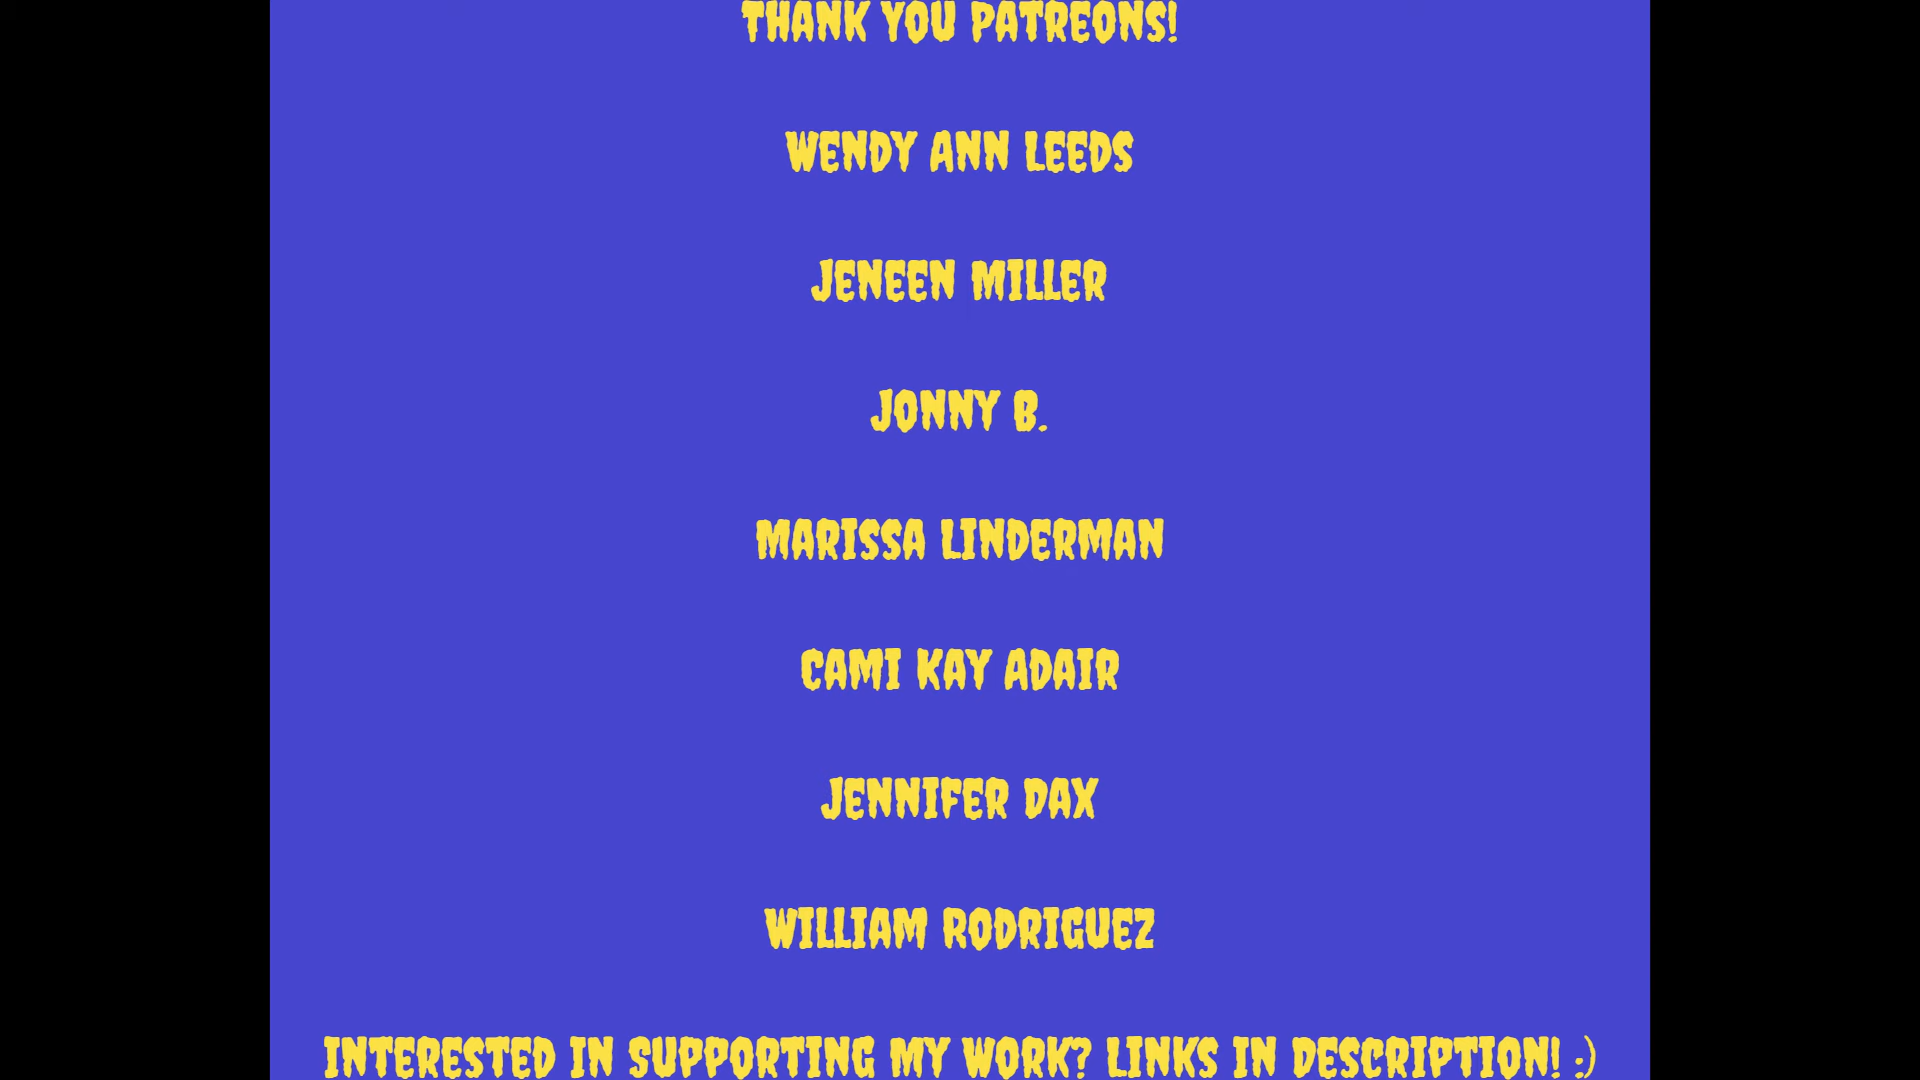 THANK YOU PATREONS!
WENDY ANN LEEDS
JENEEN MILLER
JONNY B.
MARISSA LINDERMAN
CAMI KAY ADAIR
JENNIFER DAX
WILLIAM RODRIGUEZ
INTERESTED IN SUPPORTING MY WORK? LINKS IN DESCRIPTION! :)